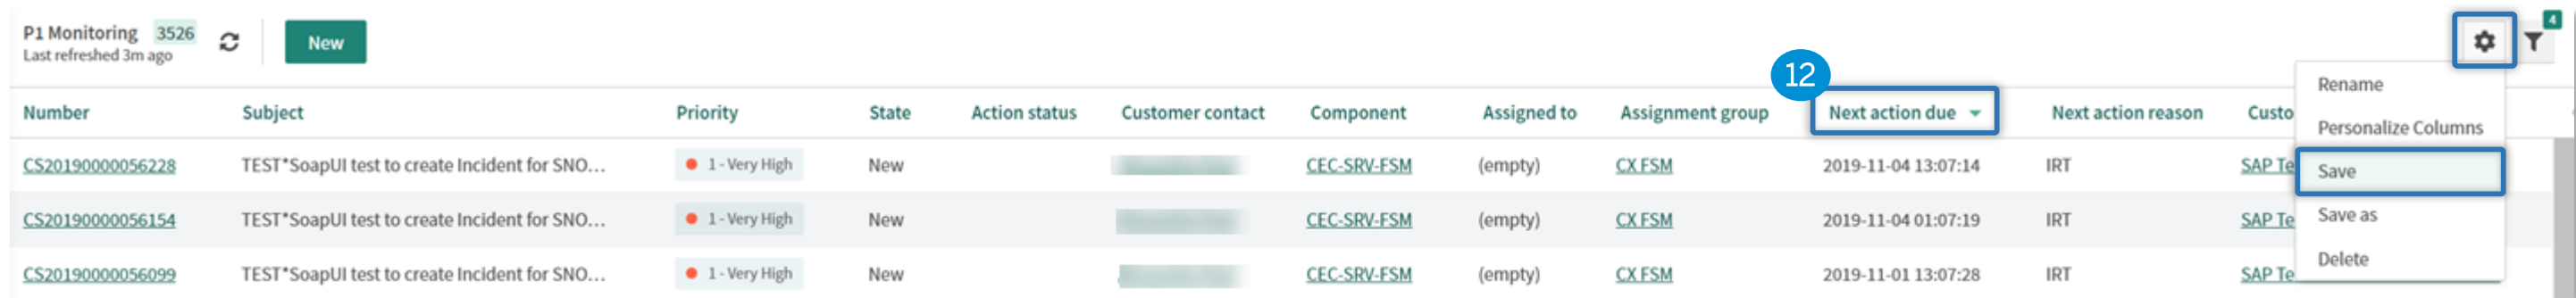 P1 Monitoring 3526
Last refreshed 3m ago
New
4
12
Number Subject Priority State Action status Customer contact Component Assigned to Assignment group Next action due Next action reason Custo
CS20190000056228 TEST*SoapUI test to create Incident for SNO... 1 - Very High New CEC-SRV-FSM (empty) CX FSM 2019-11-04 13:07:14 IRT SAP Te
CS20190000056154 TEST*SoapUI test to create Incident for SNO... 1 - Very High New CEC-SRV-FSM (empty) CX FSM 2019-11-04 01:07:19 IRT SAP Te
CS20190000056099 TEST*SoapUI test to create Incident for SNO... 1 - Very High New CEC-SRV-FSM (empty) CX FSM 2019-11-01 13:07:28 IRT SAP Te
Rename
Personalize Columns
Save
Save as
Delete